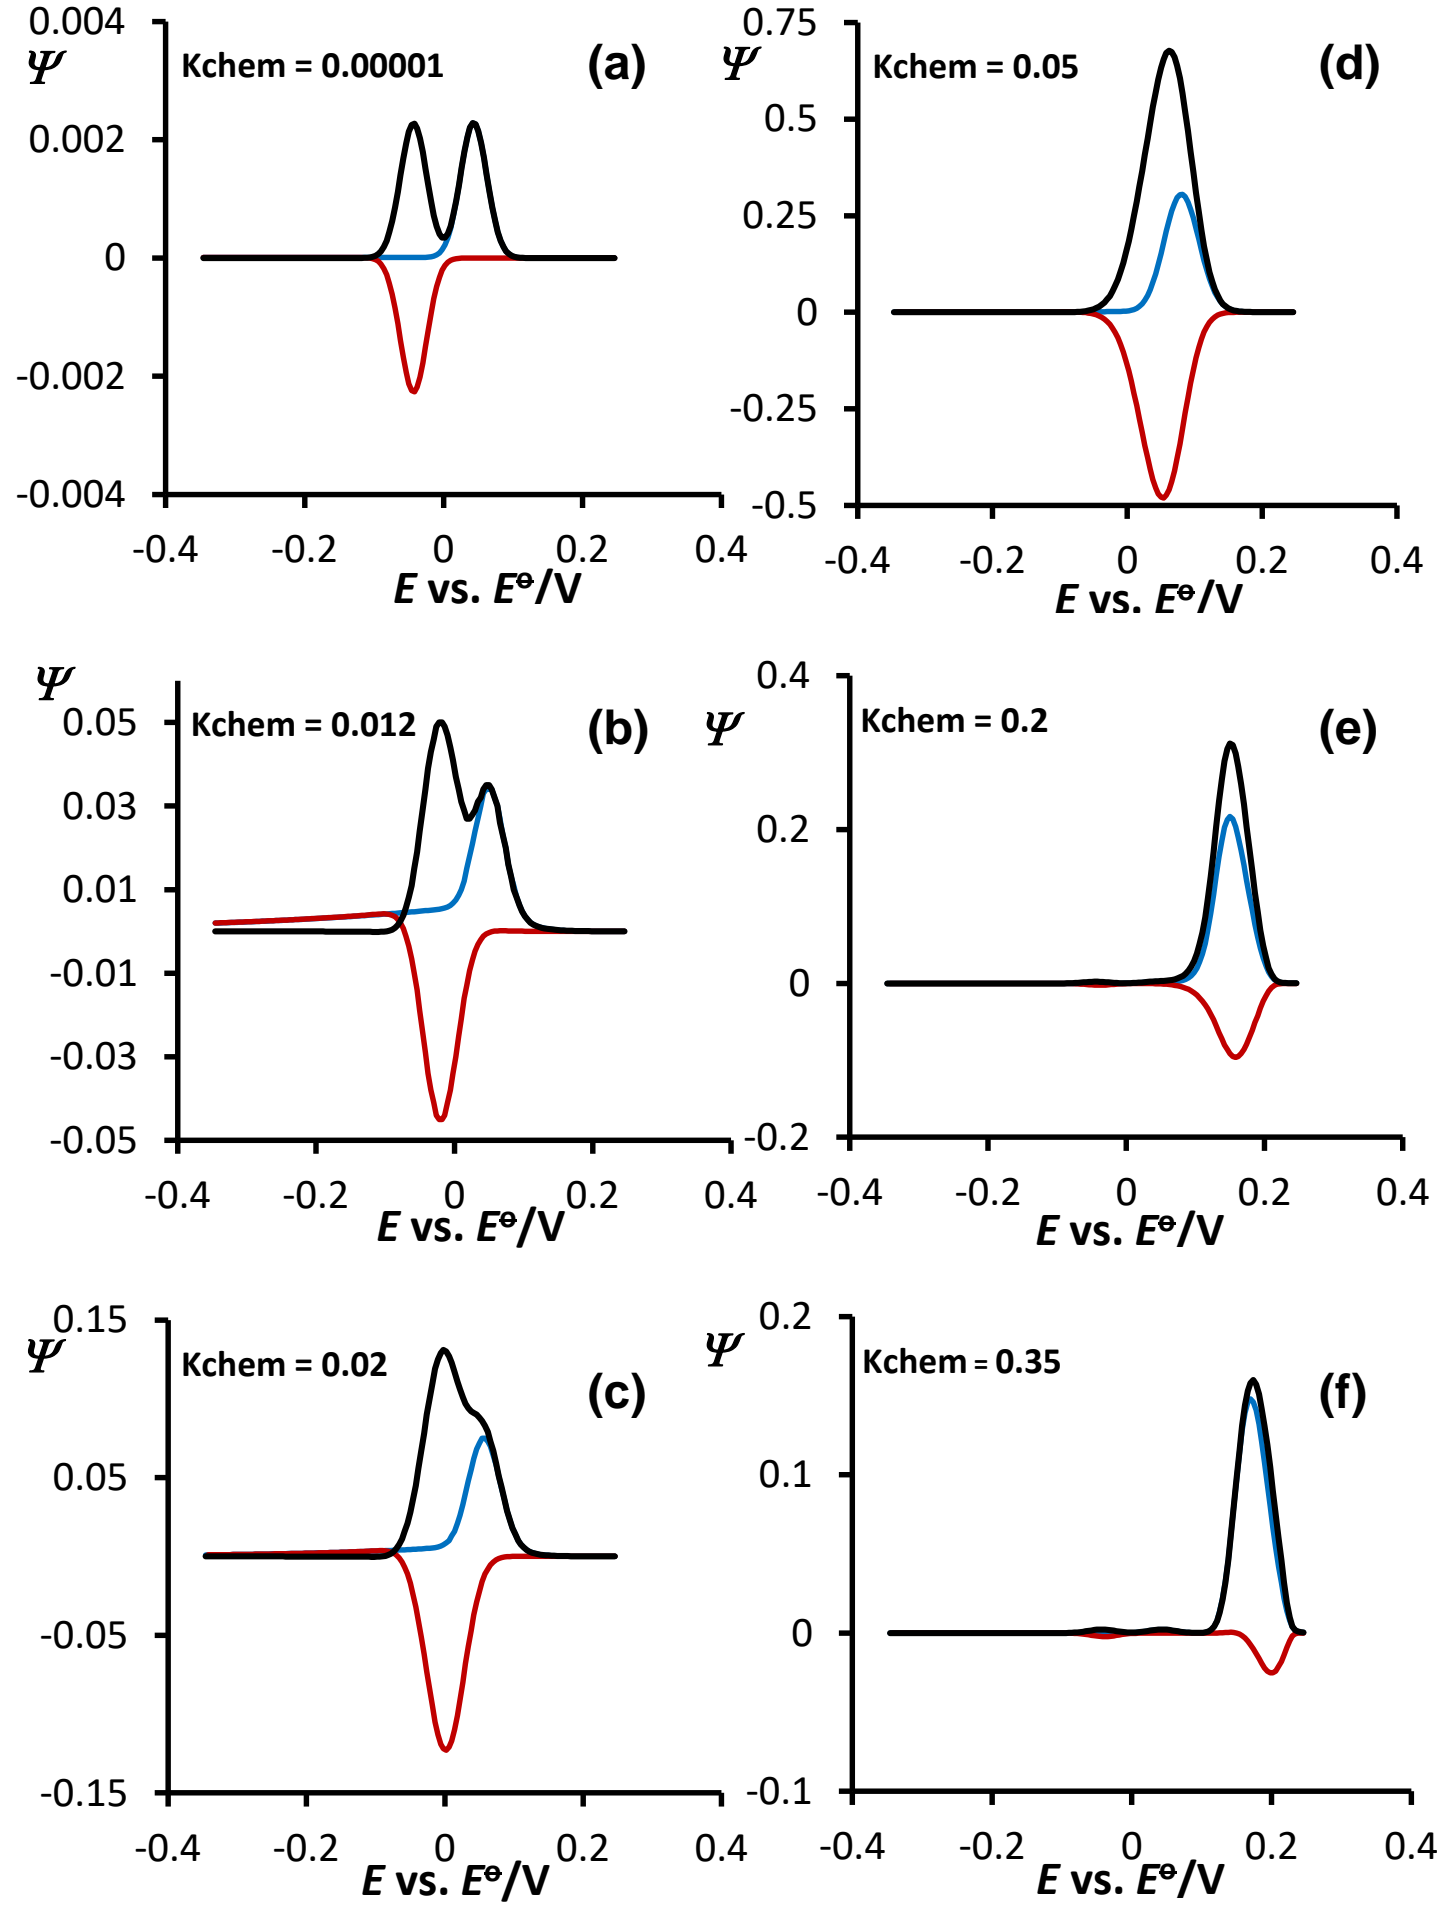 0.004
Ψ
Kchem = 0.00001
(a)
0.002
0
-0.002
-0.004
-0.4 -0.2 0 0.2 0.4
E vs. E⦵/V
0.75
Ψ
Kchem = 0.05
(d)
0.5
0.25
0
-0.25
-0.5
-0.4 -0.2 0 0.2 0.4
E vs. E⦵/V
Ψ
0.05
Kchem = 0.012
(b)
0.03
0.01
-0.01
-0.03
-0.05
-0.4 -0.2 0 0.2 0.4
E vs. E⦵/V
0.4
Ψ
Kchem = 0.2
(e)
0.2
0
-0.2
-0.4 -0.2 0 0.2 0.4
E vs. E⦵/V
0.15
Ψ
Kchem = 0.02
(c)
0.05
-0.05
-0.15
-0.4 -0.2 0 0.2 0.4
E vs. E⦵/V
0.2
Ψ
Kchem = 0.35
(f)
0.1
0
-0.1
-0.4 -0.2 0 0.2 0.4
E vs. E⦵/V